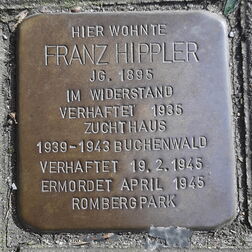 HIER WOHNTE
FRANZ HIPPLER
JG. 1895
IM WIDERSTAND
VERHAFTET 1935
ZUCHTHAUS
1939-1943 BUCHENWALD
VERHAFTET 19.2.1945
ERMORDET APRIL 1945
ROMBERGPARK